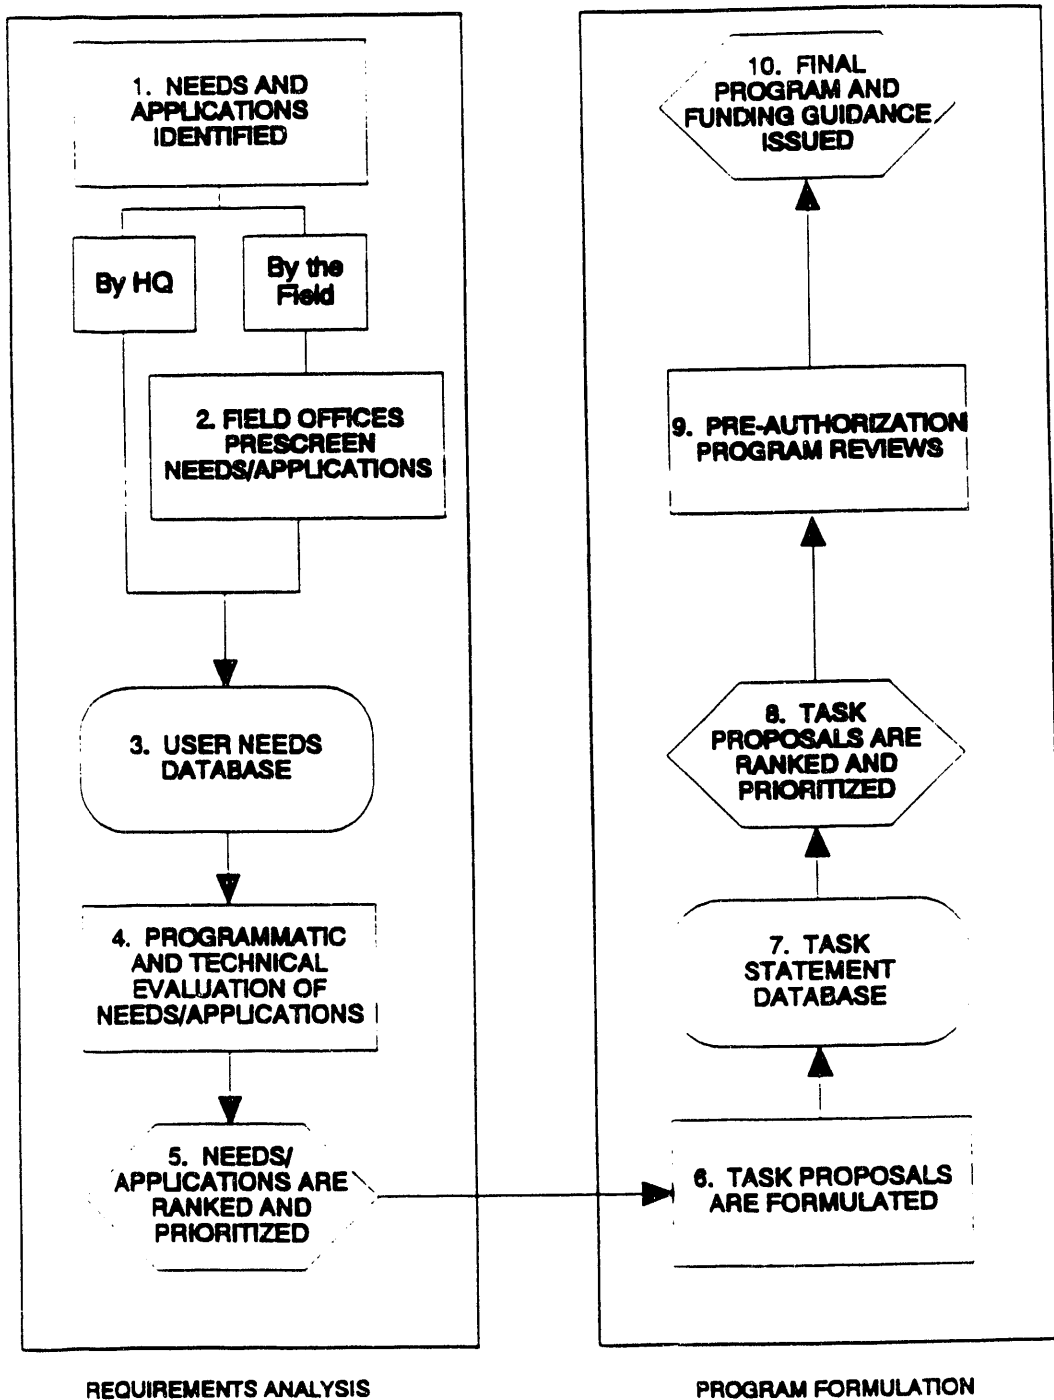 1. NEEDS AND
APPLICATIONS
IDENTIFIED
By HQ
By the
Field
2. FIELD OFFICES
PRESCREEN
NEEDS/APPLICATIONS
3. USER NEEDS
DATABASE
4. PROGRAMMATIC
AND TECHNICAL
EVALUATION OF
NEEDS/APPLICATIONS
5. NEEDS/
APPLICATIONS ARE
RANKED AND
PRIORITIZED
REQUIREMENTS ANALYSIS
10. FINAL
PROGRAM AND
FUNDING GUIDANCE
ISSUED
9. PRE-AUTHORIZATION
PROGRAM REVIEWS
8. TASK
PROPOSALS ARE
RANKED AND
PRIORITIZED
7. TASK
STATEMENT
DATABASE
6. TASK PROPOSALS
ARE FORMULATED
PROGRAM FORMULATION